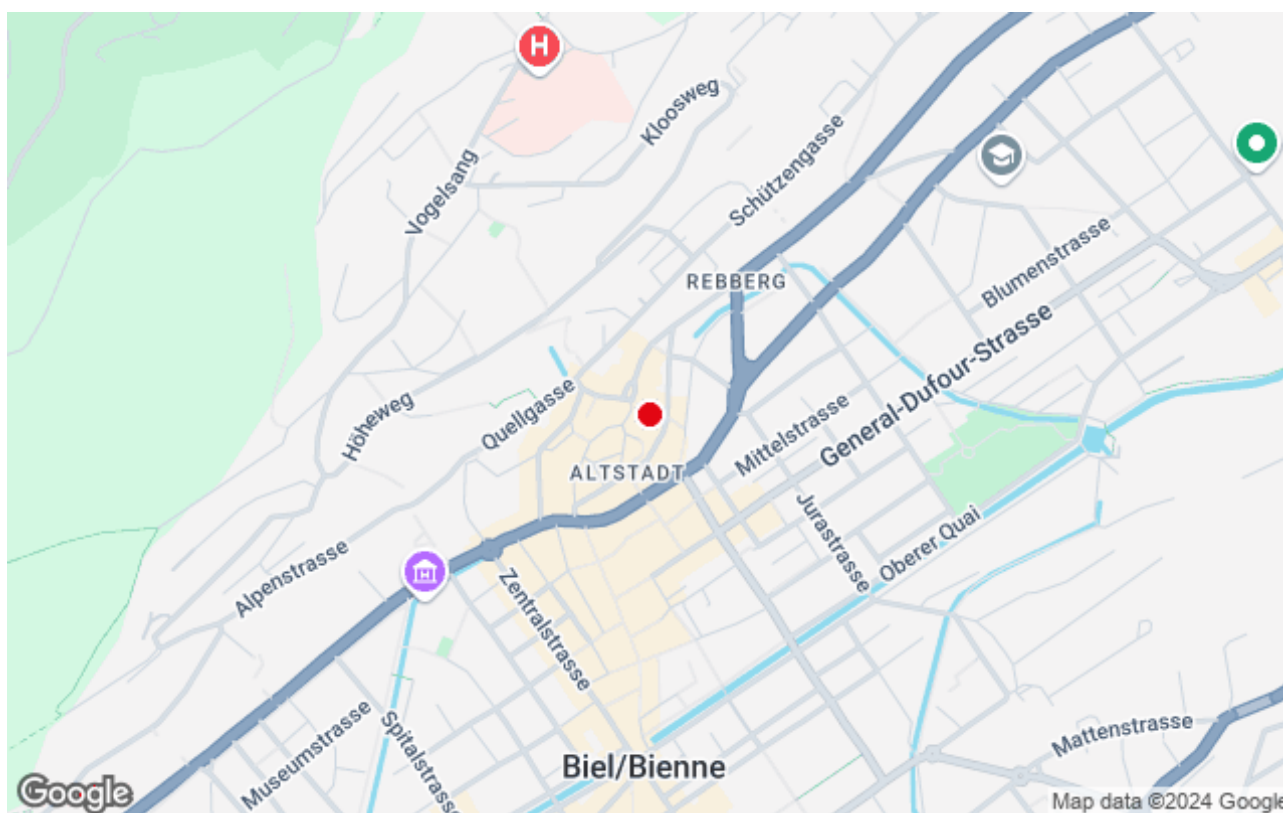 H
Kloosweg
Schützengasse
Vogelsang
REBBERG
Blumenstrasse
General-Dufour-Strasse
Höheweg
Quellgasse
Mittelstrasse
ALTSTADT
Jurastrasse
Oberer Quai
Alpenstrasse
Zentralstrasse
Museumstrasse
Spitalstrasse
Mattenstrasse
Biel/Bienne
Google
Map data ©2024 Google